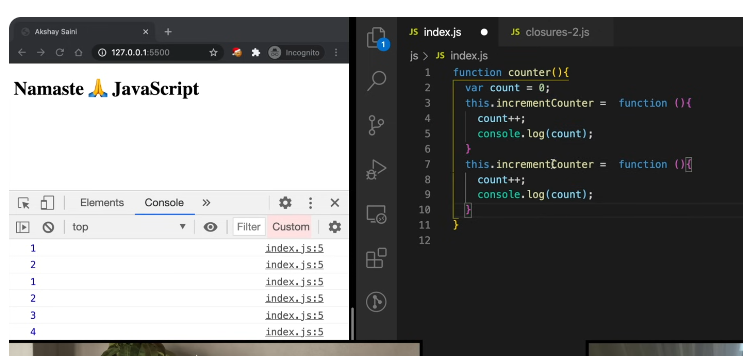 Akshay Saini
127.0.0.1:5500
Incognito
Namaste 🙏 JavaScript
Elements Console »
top Filter Custom
1 index.js:5
2 index.js:5
1 index.js:5
2 index.js:5
3 index.js:5
4 index.js:5
1
JS index.js JS closures-2.js
js > JS index.js
1 function counter(){
2 var count = 0;
3 this.incrementCounter =  function (){
4 count++;
5 console.log(count);
6 }
7 this.incrementCounter =  function (){
8 count++;
9 console.log(count);
10 }
11 }
12